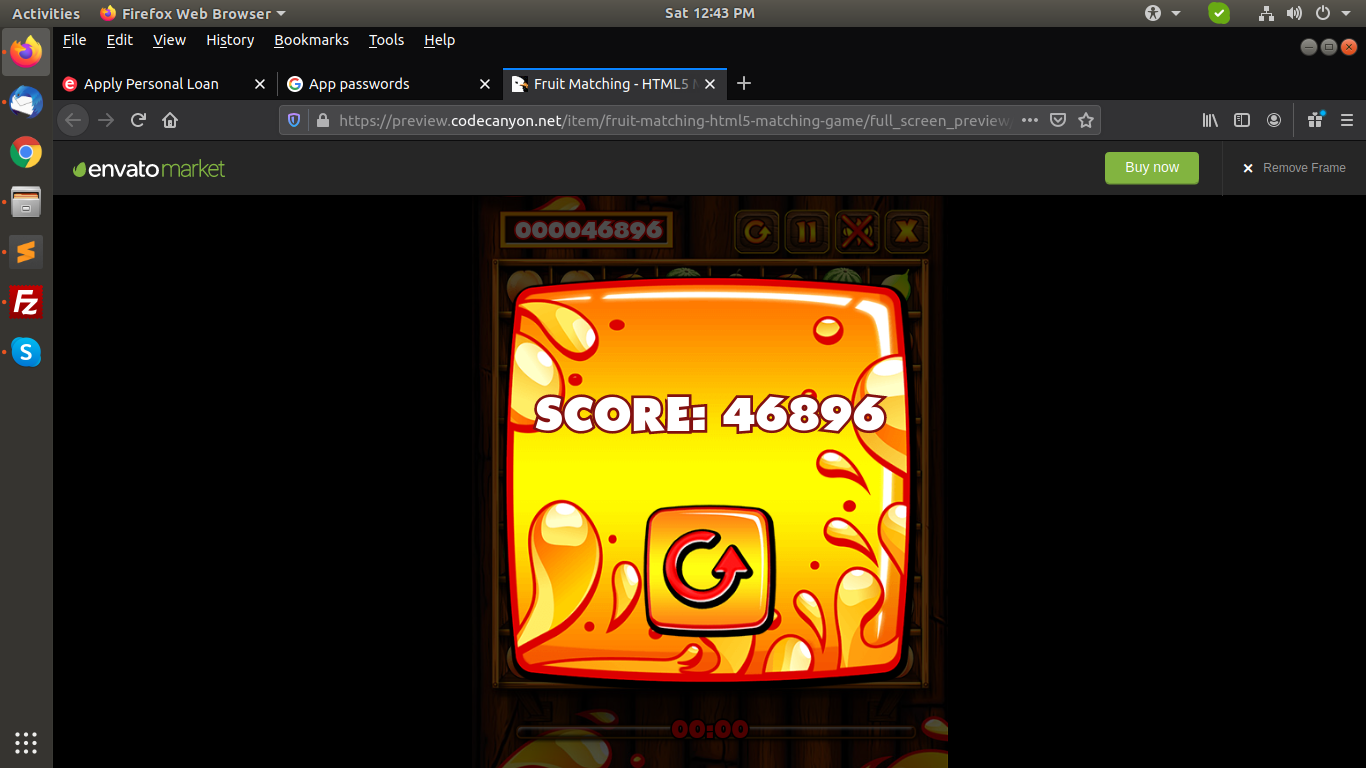 Activities Firefox Web Browser Sat 12:43 PM
File Edit View History Bookmarks Tools Help
Apply Personal Loan App passwords Fruit Matching - HTML5
https://preview.codecanyon.net/item/fruit-matching-html5-matching-game/full_screen_preview/
envatomarket Buy now Remove Frame
000046896
SCORE: 46896
00:00
Fz
S